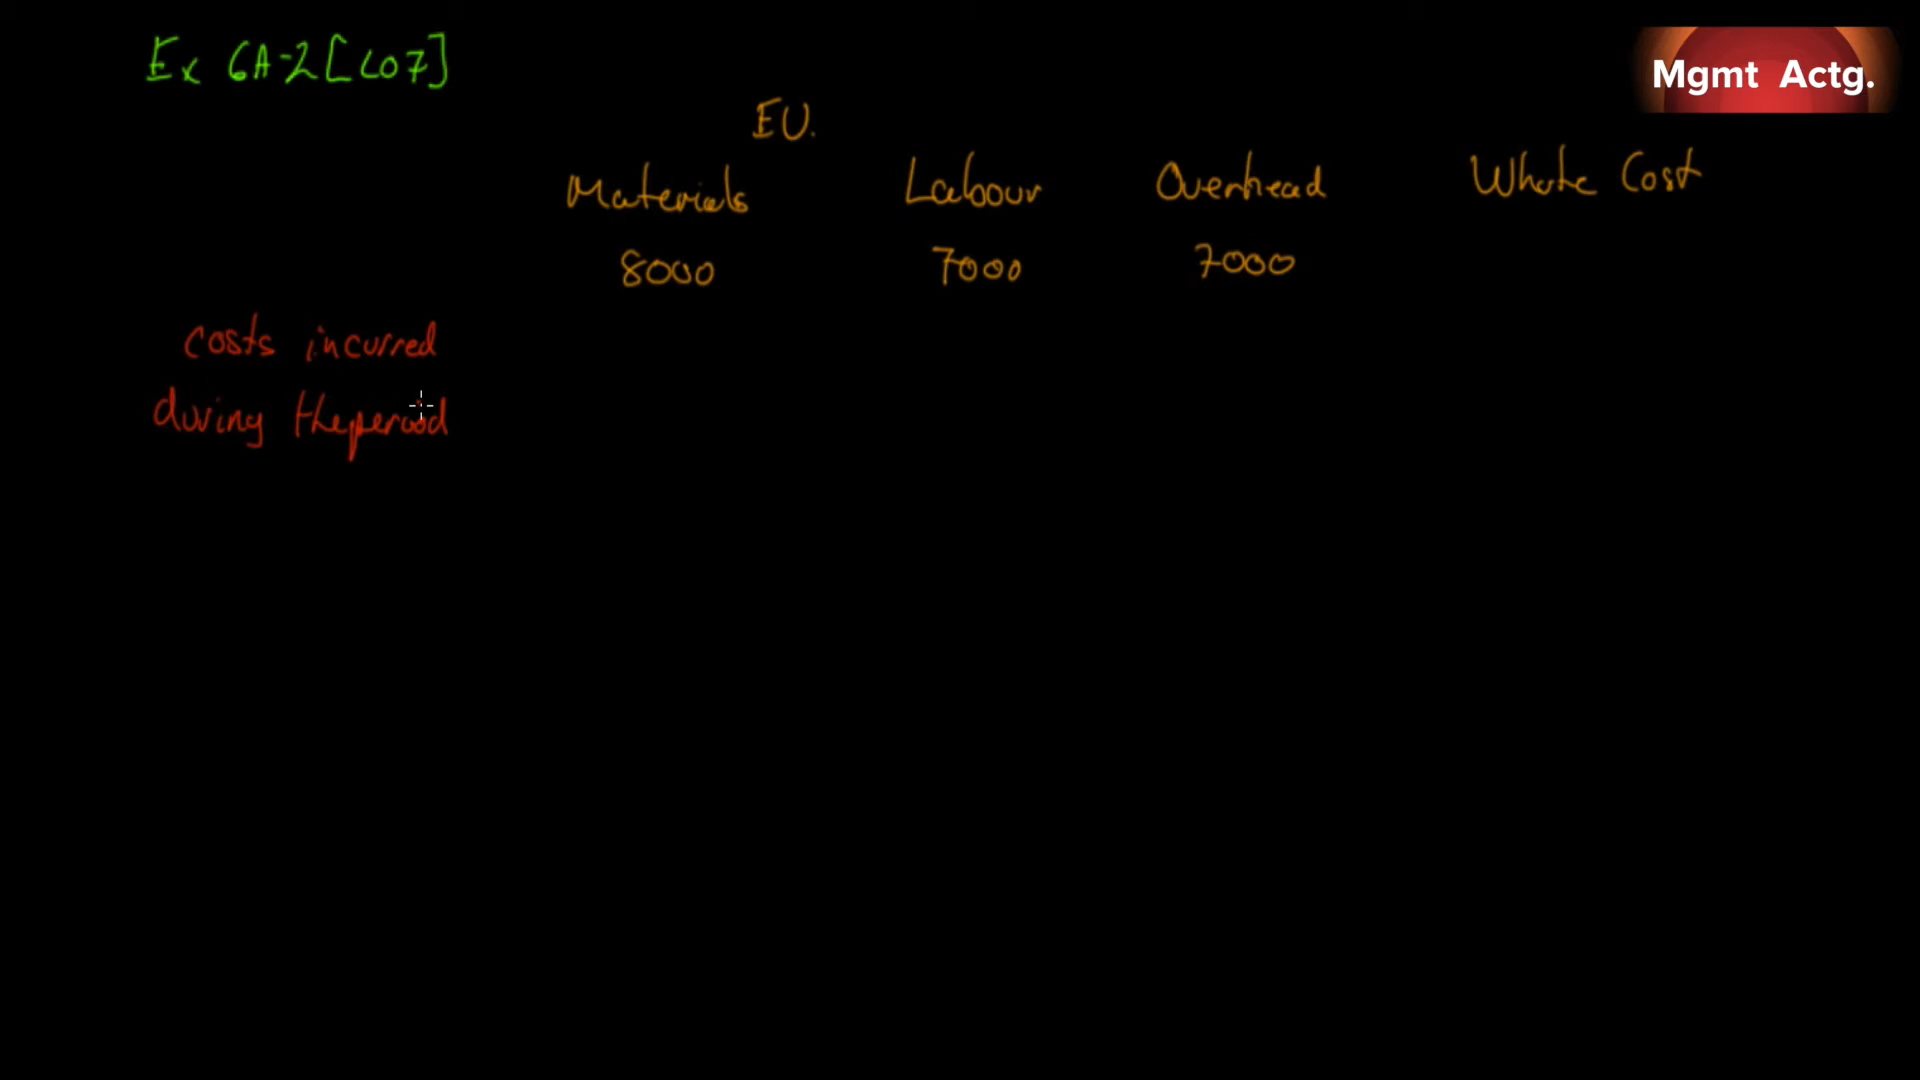 Ex 6A-2[LO7]
Mgmt Actg.
EU.
Materials Labour Overhead Whole Cost
8000 7000 7000
costs incurred
during the period